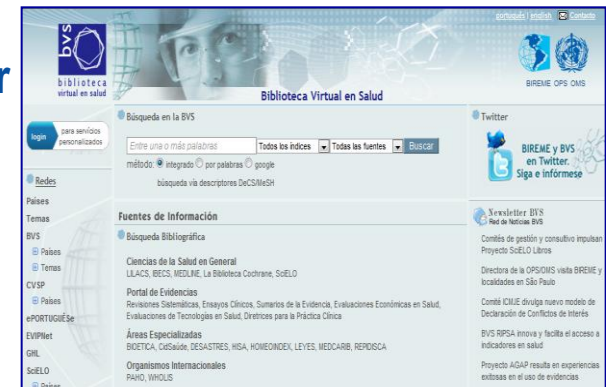 r
português | english Contacto
bvs
biblioteca
virtual en salud
Biblioteca Virtual en Salud
BIREME OPS OMS
login
para servicios
personalizados
Redes
Países
Temas
BVS
Países
Temas
CVSP
Países
ePORTUGUÊSe
EVIPNet
GHL
SciELO
Países
Búsqueda en la BVS
Entre una o más palabras
Todos los índices
Todas las fuentes
Buscar
método: integrado por palabras google
búsqueda vía descriptores DeCS/MeSH
Fuentes de Información
Búsqueda Bibliográfica
Ciencias de la Salud en General
LILACS, IBECS, MEDLINE, La Biblioteca Cochrane, SciELO
Portal de Evidencias
Revisiones Sistemáticas, Ensayos Clínicos, Sumarios de la Evidencia, Evaluaciones Económicas en Salud,
Evaluaciones de Tecnologías en Salud, Diretrices para la Práctica Clínica
Áreas Especializadas
BIOETICA, CidSaúde, DESASTRES, HISA, HOMEOINDEX, LEYES, MEDCARIB, REPIDISCA
Organismos Internacionales
PAHO, WHOLIS
Twitter
BIREME y BVS
en Twitter.
Siga e infórmese
Newsletter BVS
Red de Noticias BVS
Comités de gestión y consultivo impulsan
Proyecto SciELO Libros
Directora de la OPS/OMS visita BIREME y
localidades en São Paulo
Comité ICMJE divulga nuevo modelo de
Declaración de Conflictos de Interés
BVS RIPSA innova y facilita el acceso a
indicadores en salud
Proyecto AGAP resulta en experiencias
exitosas en el uso de evidencias